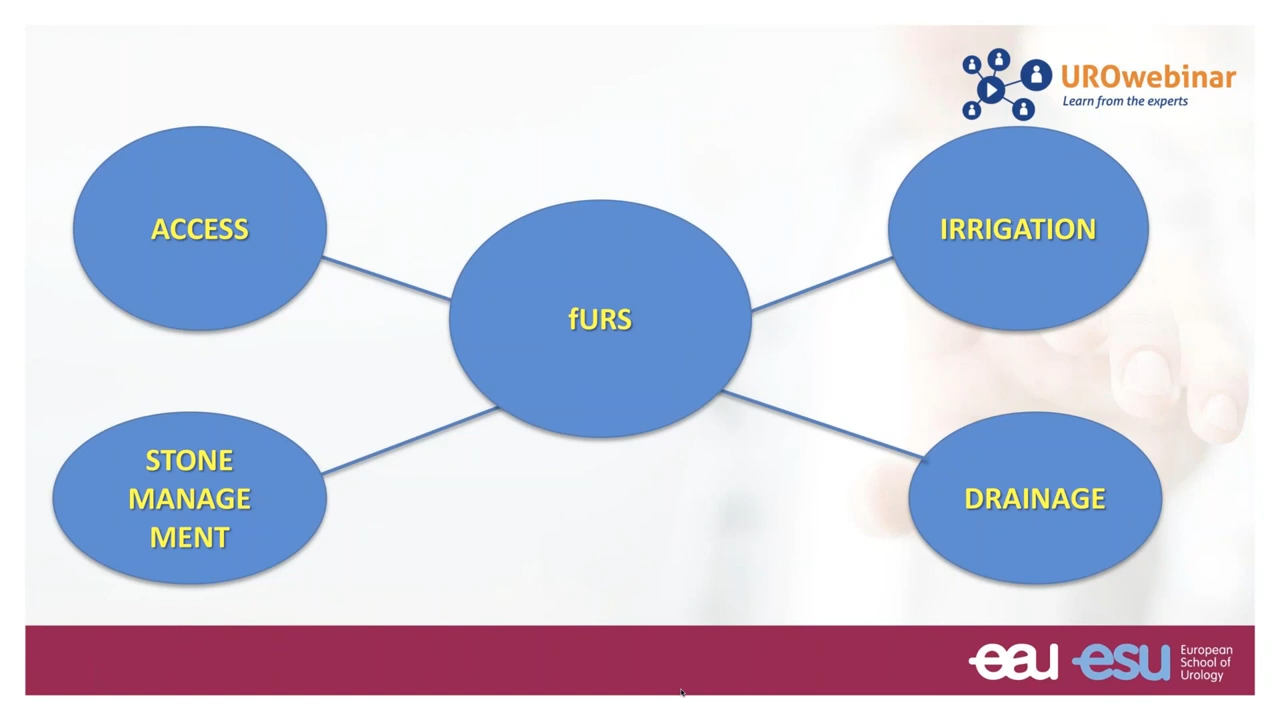 UROwebinar
Learn from the experts
ACCESS
IRRIGATION
fURS
STONE
MANAGE
MENT
DRAINAGE
eau esu
European
School of
Urology